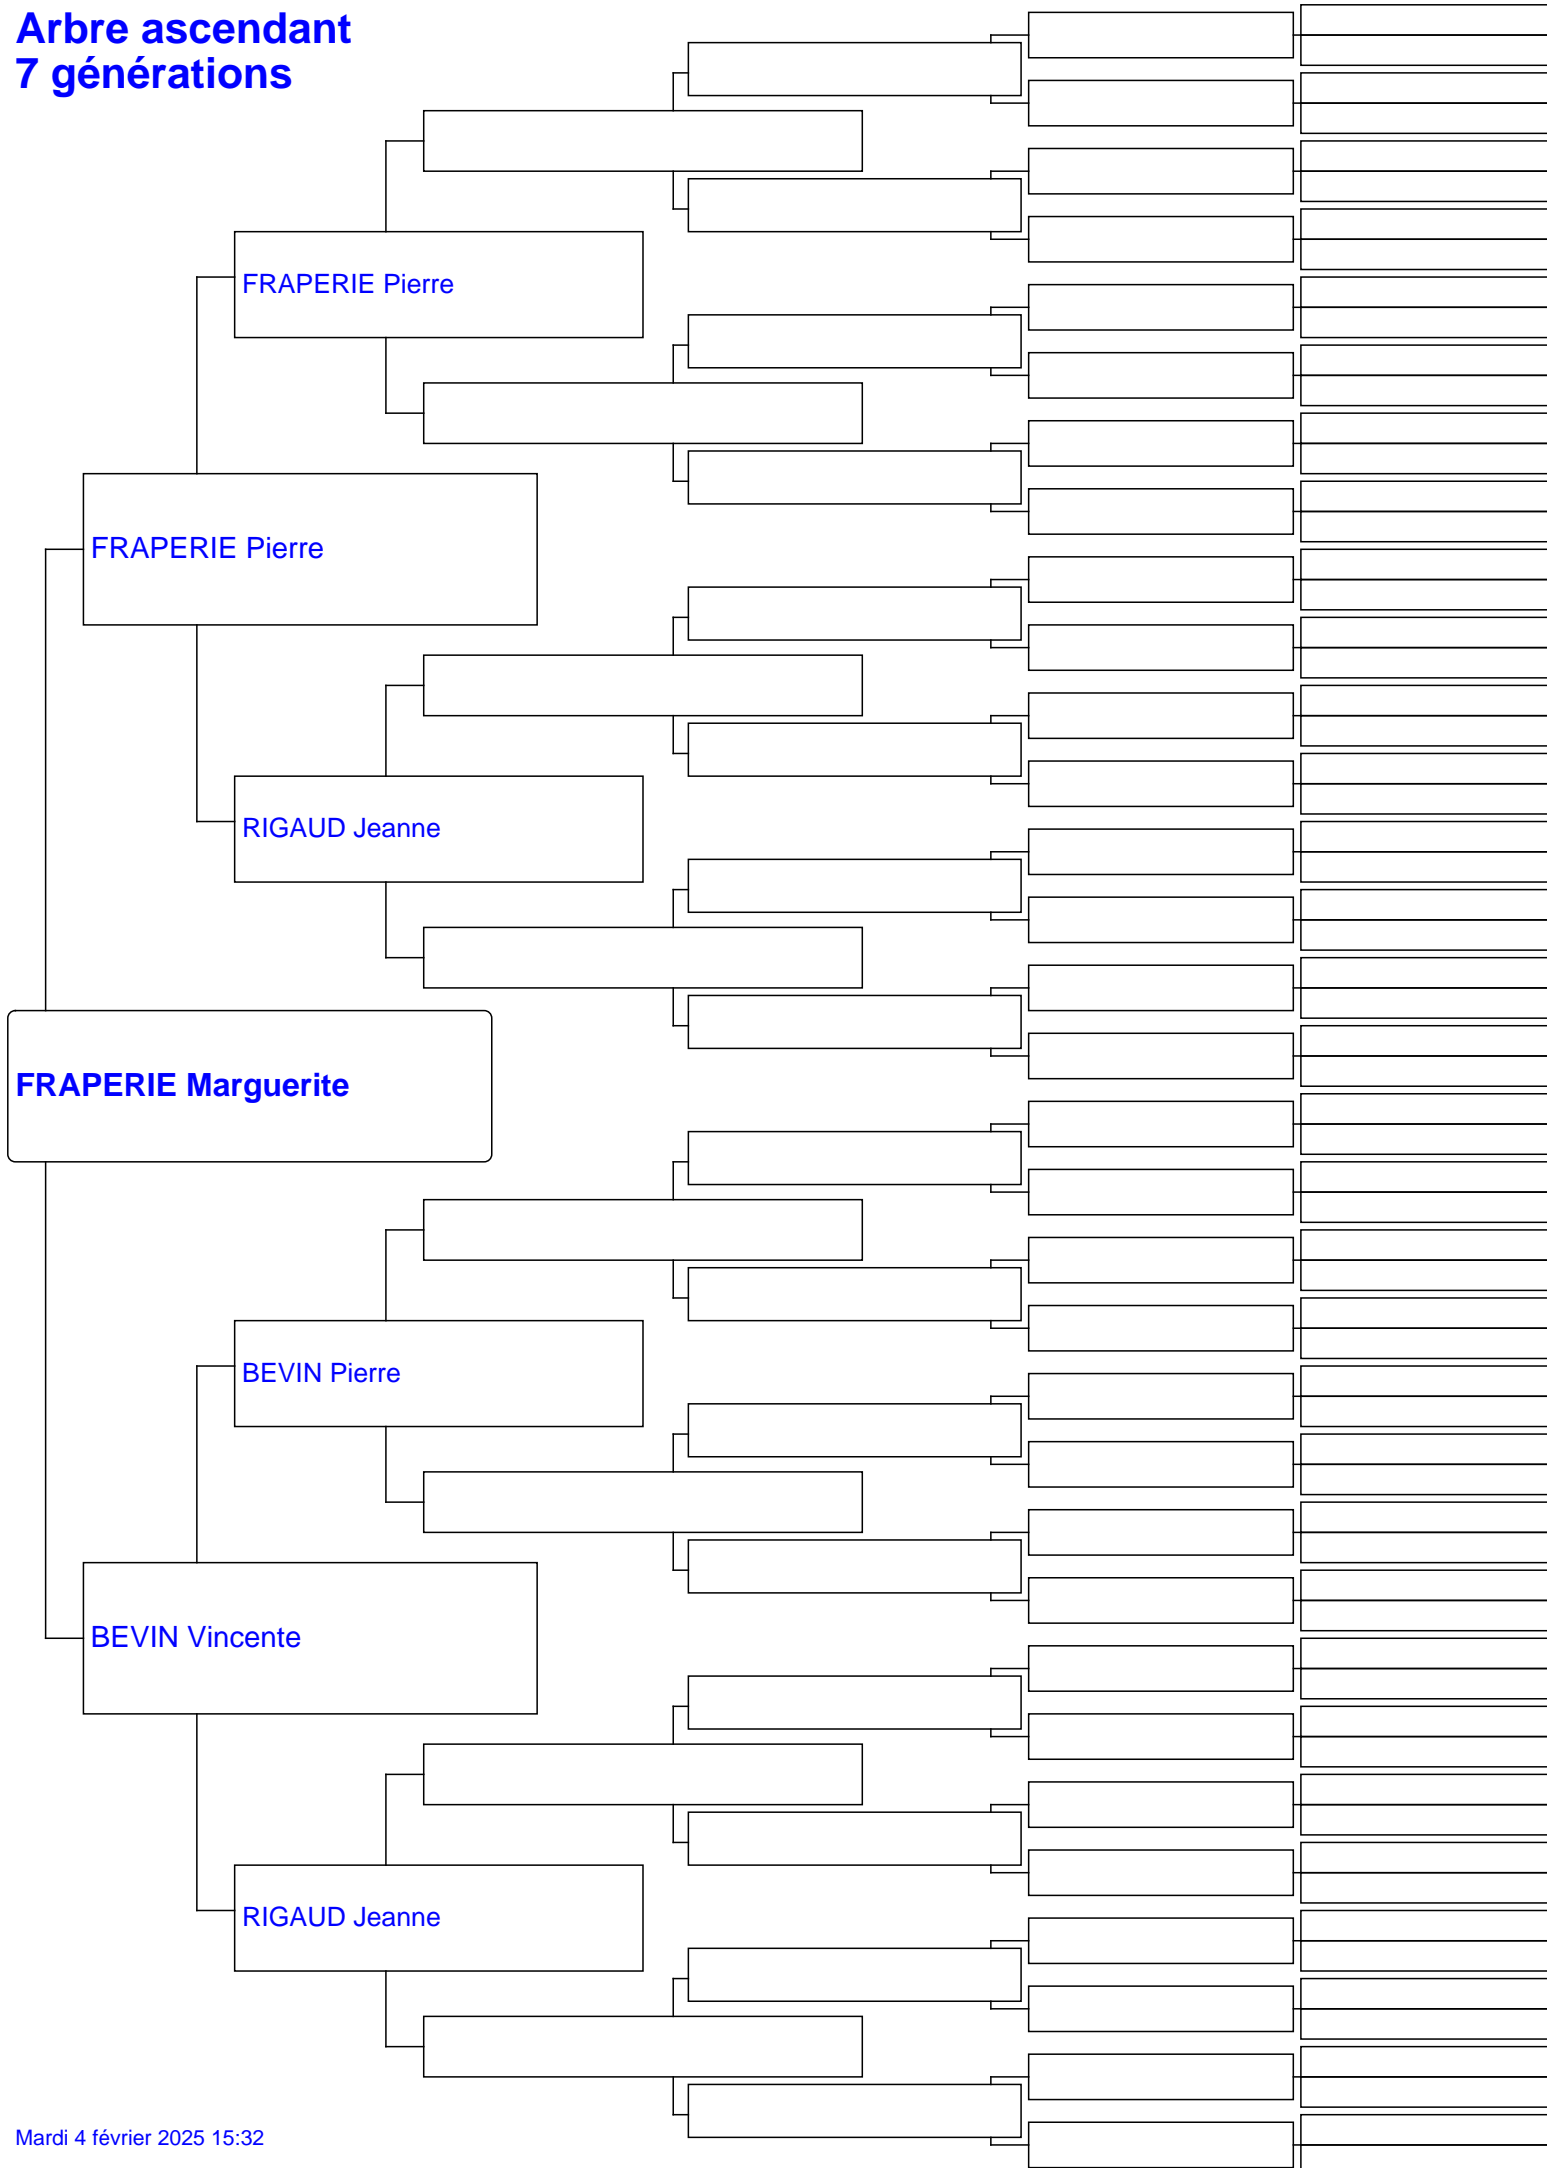 Arbre ascendant
7 générations
FRAPERIE Pierre
FRAPERIE Pierre
RIGAUD Jeanne
FRAPERIE Marguerite
BEVIN Pierre
BEVIN Vincente
RIGAUD Jeanne
Mardi 4 février 2025 15:32